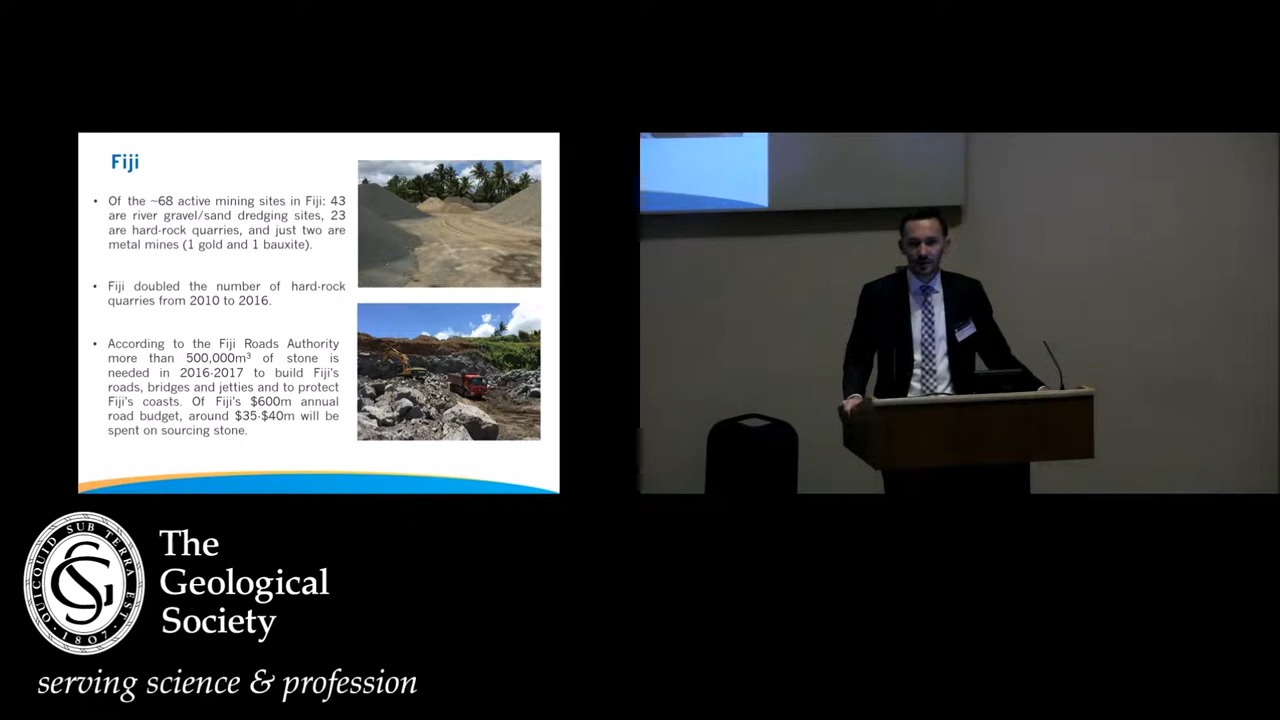 Fiji
• Of the ~68 active mining sites in Fiji: 43
are river gravel/sand dredging sites, 23
are hard-rock quarries, and just two are
metal mines (1 gold and 1 bauxite).
• Fiji doubled the number of hard-rock
quarries from 2010 to 2016.
• According to the Fiji Roads Authority
more than 500,000m³ of stone is
needed in 2016-2017 to build Fiji's
roads, bridges and jetties and to protect
Fiji's coasts. Of Fiji's $600m annual
road budget, around $35-$40m will be
spent on sourcing stone.
QUICQUID SUB TERRA EST
·1807·
The
Geological
Society
serving science & profession